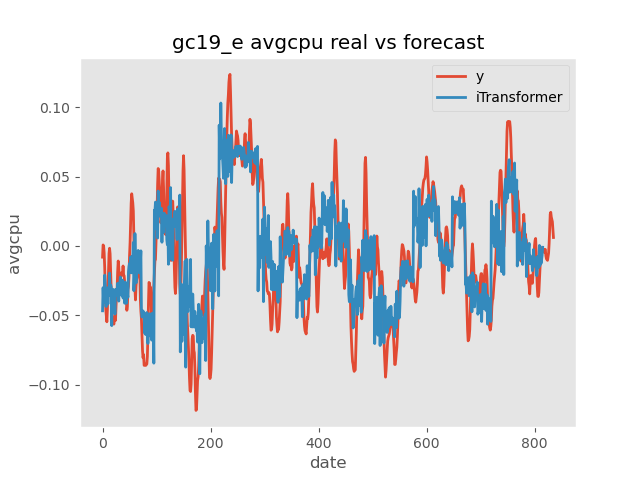 gc19_e avgcpu real vs forecast
y
iTransformer
0.10
0.05
0.00
−0.05
−0.10
avgcpu
0
200
400
600
800
date